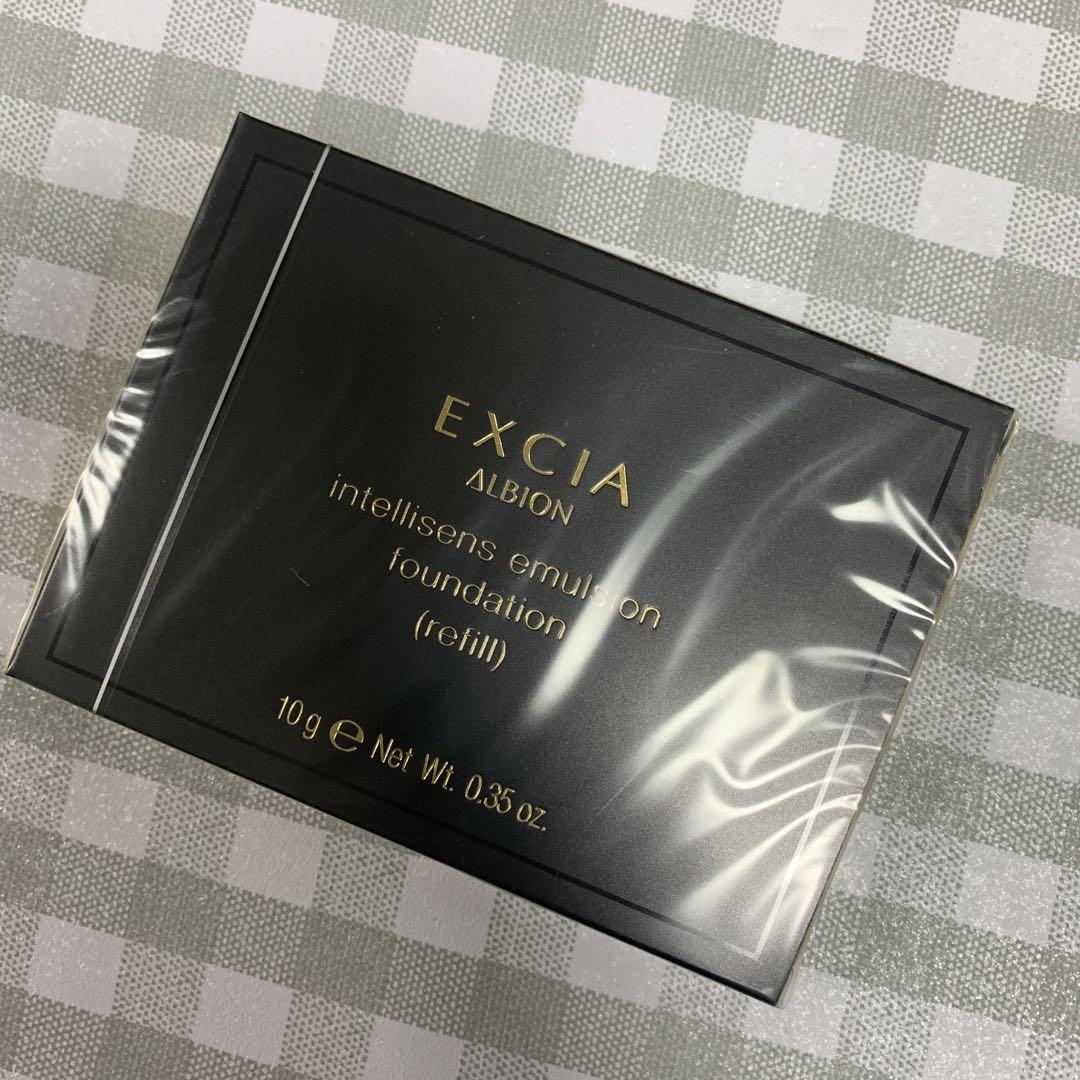 EXCIA
ALBION
intellisens emulsion
foundation
(refill)
10 g ℮ Net Wt. 0.35 oz.